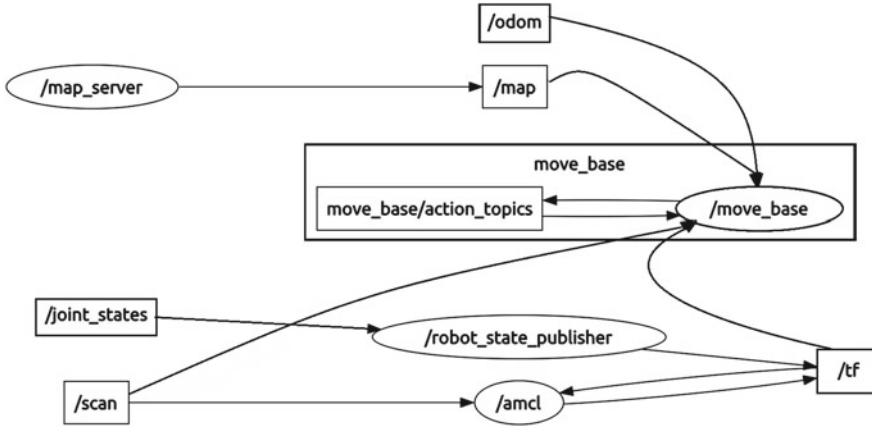 /odom
/map_server
/map
move_base
move_base/action_topics
/move_base
/joint_states
/robot_state_publisher
/tf
/scan
/amcl